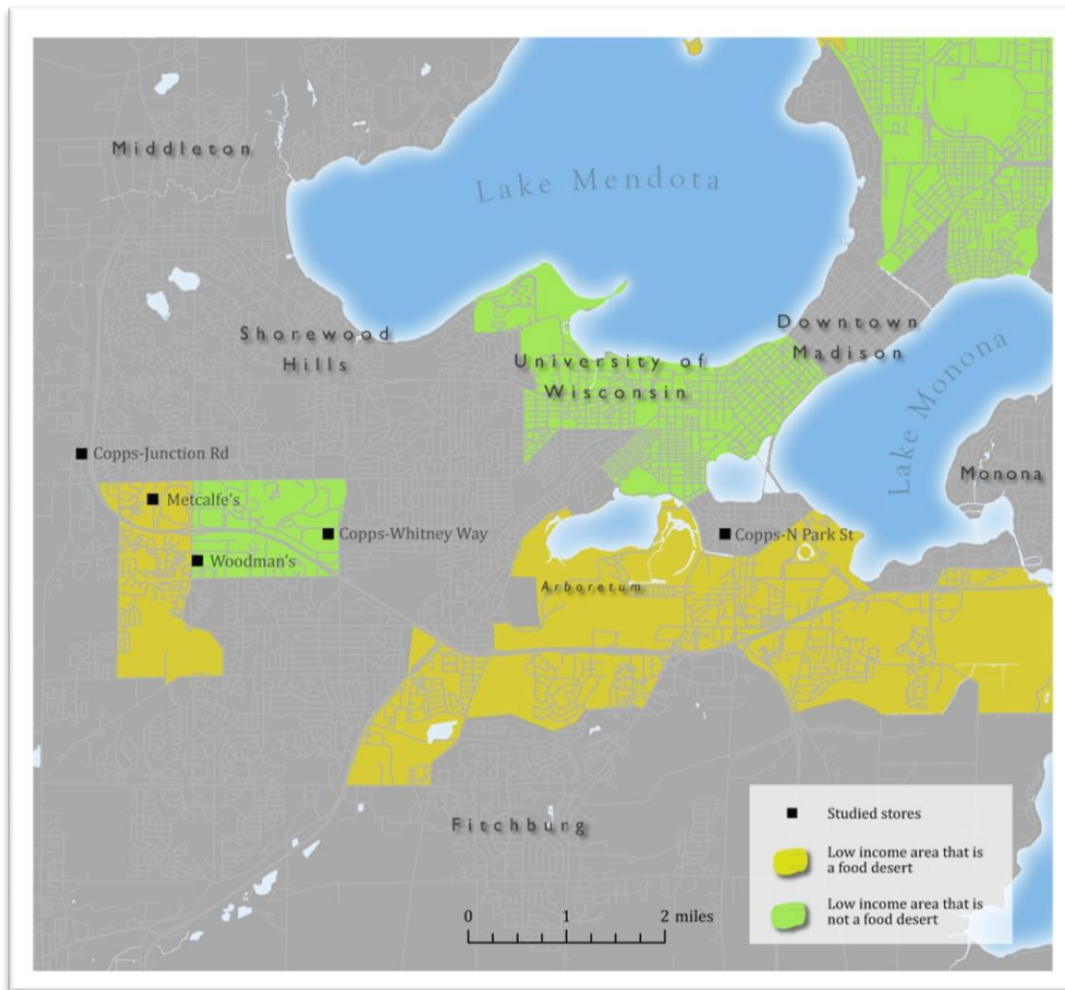 Middleton
Lake Mendota
Shorewood
Hills
University of
Wisconsin
Downtown
Madison
Lake Monona
Monona
Copps-Junction Rd
Metcalfe's
Copps-Whitney Way
Woodman's
Copps-N Park St
Arboretum
Fitchburg
Studied stores
Low income area that is
a food desert
Low income area that is
not a food desert
0 1 2 miles